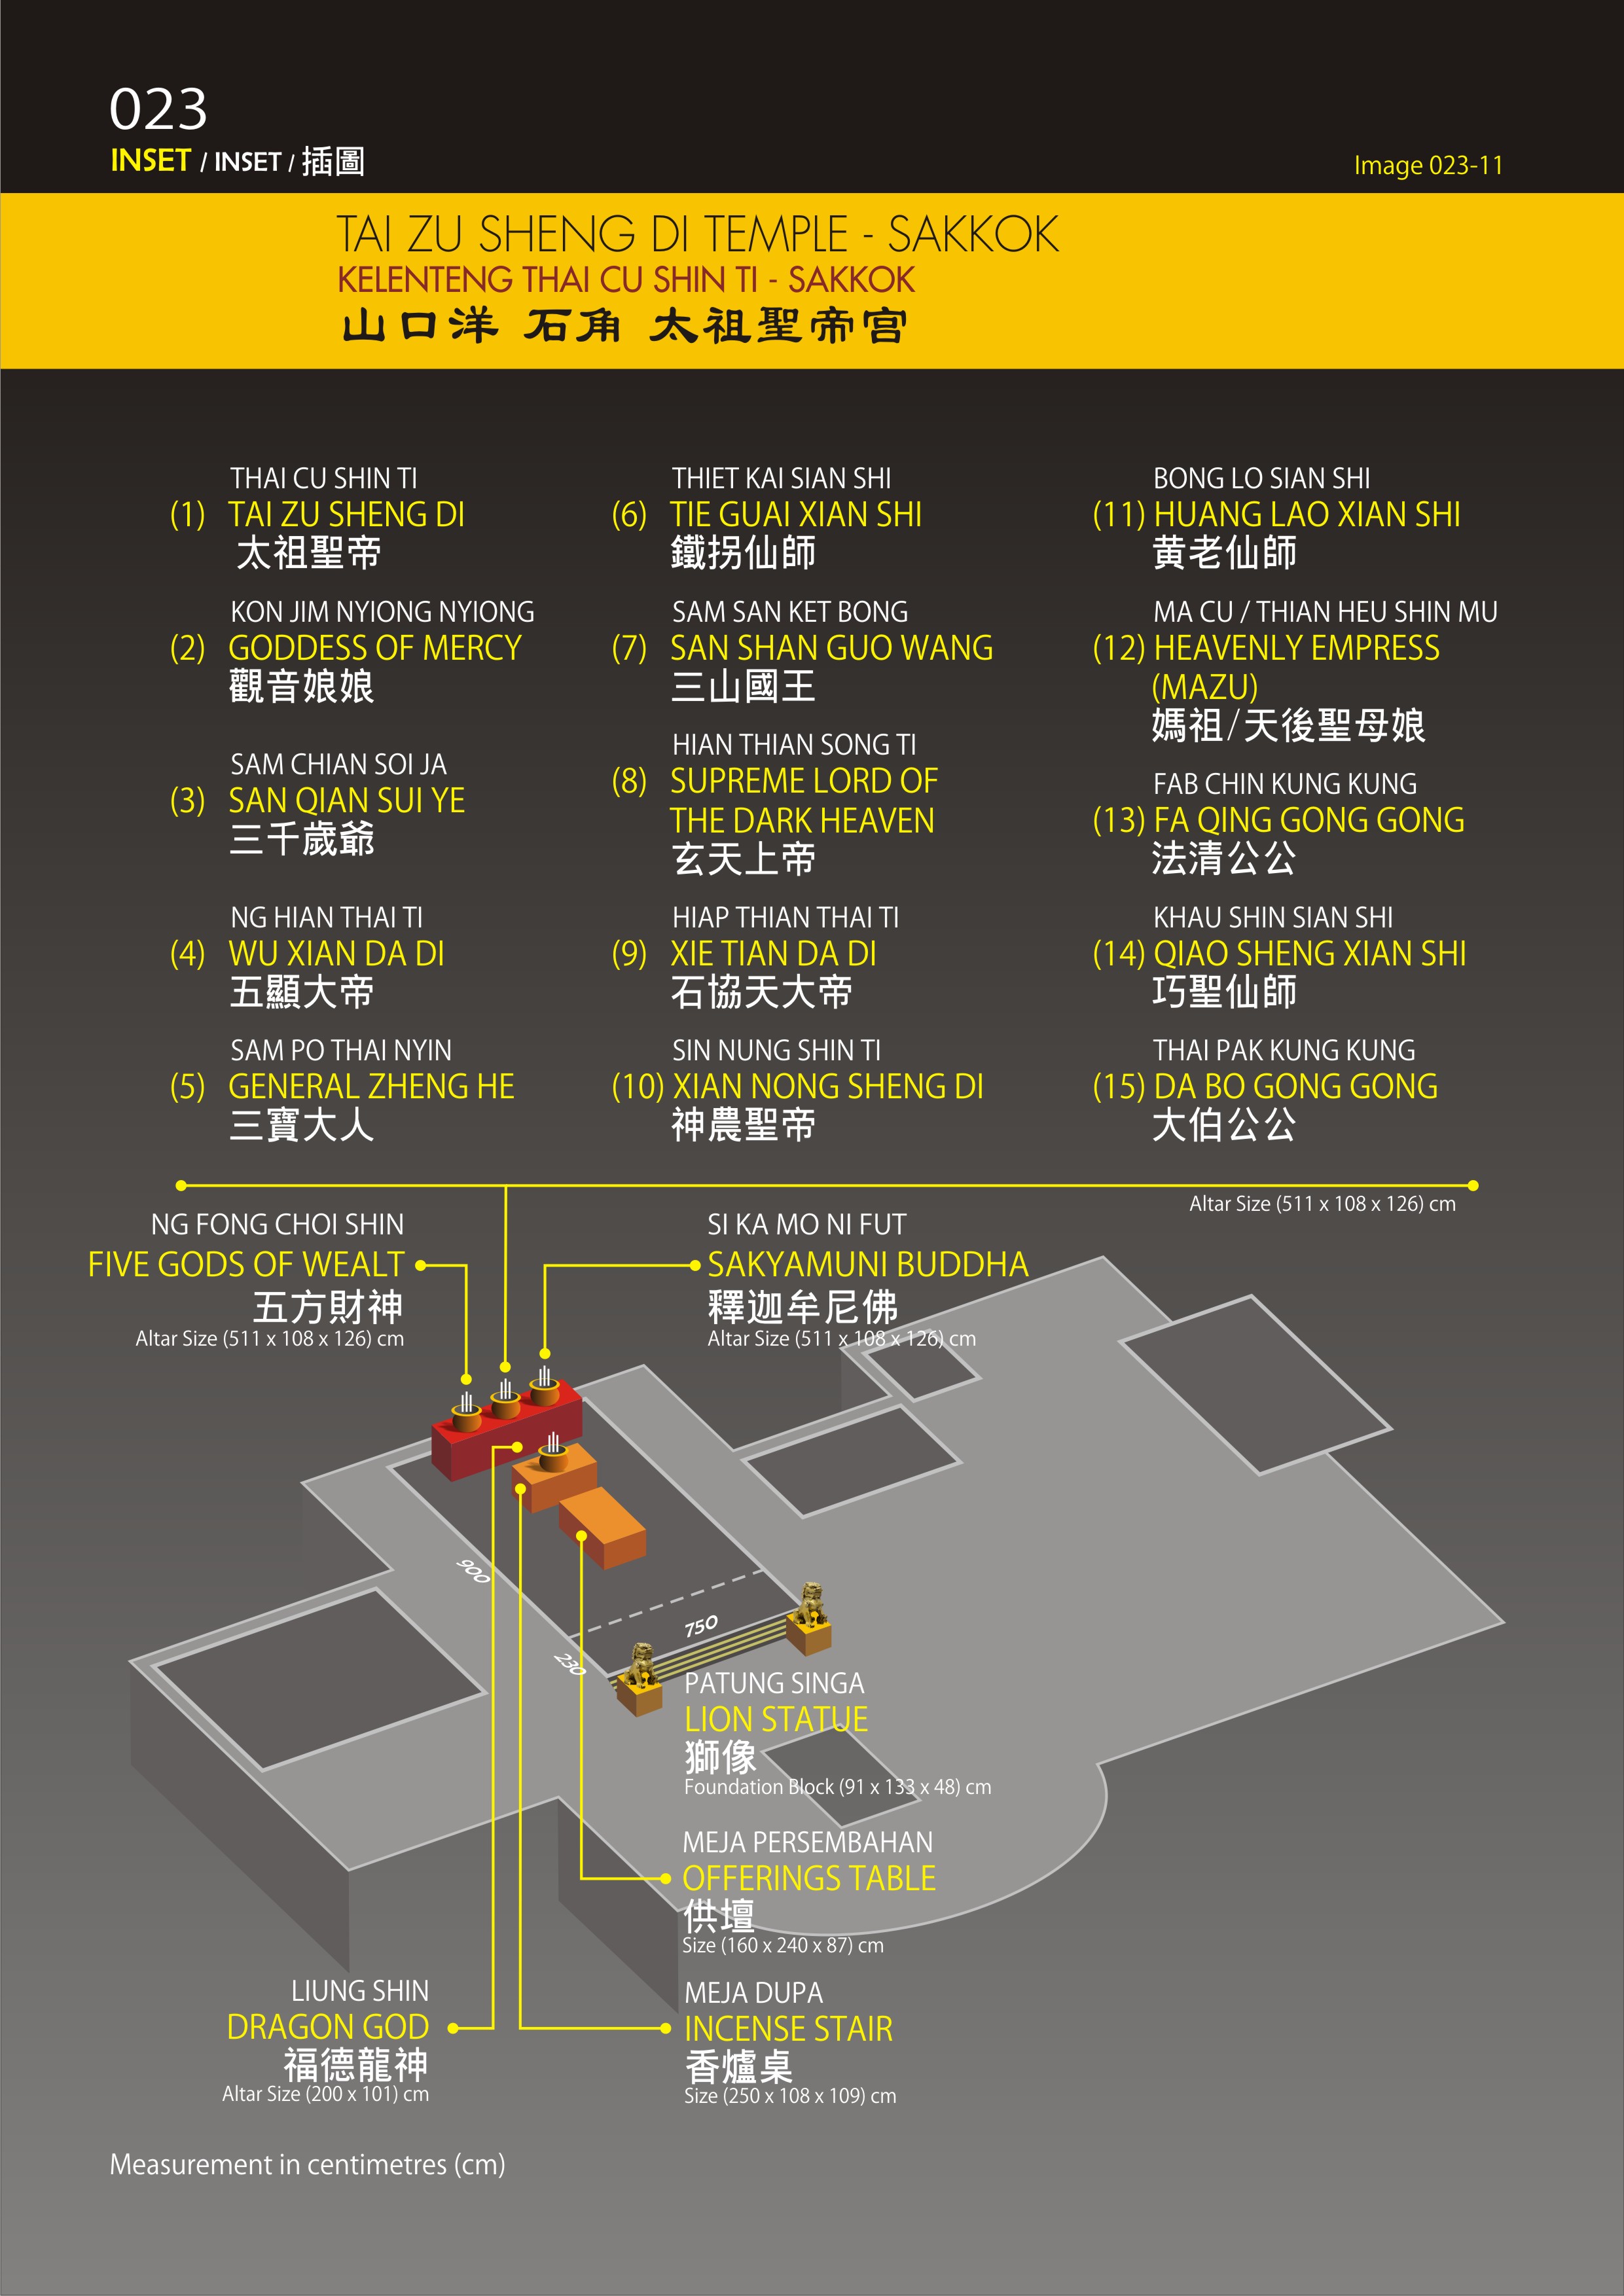 023
INSET / INSET / 插圖
Image 023-11
TAI ZU SHENG DI TEMPLE - SAKKOK
KELENTENG THAI CU SHIN TI - SAKKOK
山口洋 石角 太祖聖帝宫
THAI CU SHIN TI
(1) TAI ZU SHENG DI
太祖聖帝
KON JIM NYIONG NYIONG
(2) GODDESS OF MERCY
觀音娘娘
SAM CHIAN SOI JA
(3) SAN QIAN SUI YE
三千歲爺
NG HIAN THAI TI
(4) WU XIAN DA DI
五顯大帝
SAM PO THAI NYIN
(5) GENERAL ZHENG HE
三寶大人
THIET KAI SIAN SHI
(6) TIE GUAI XIAN SHI
鐵拐仙師
SAM SAN KET BONG
(7) SAN SHAN GUO WANG
三山國王
HIAN THIAN SONG TI
(8) SUPREME LORD OF
THE DARK HEAVEN
玄天上帝
HIAP THIAN THAI TI
(9) XIE TIAN DA DI
石協天大帝
SIN NUNG SHIN TI
(10) XIAN NONG SHENG DI
神農聖帝
BONG LO SIAN SHI
(11) HUANG LAO XIAN SHI
黄老仙師
MA CU / THIAN HEU SHIN MU
(12) HEAVENLY EMPRESS
(MAZU)
媽祖/天後聖母娘
FAB CHIN KUNG KUNG
(13) FA QING GONG GONG
法清公公
KHAU SHIN SIAN SHI
(14) QIAO SHENG XIAN SHI
巧聖仙師
THAI PAK KUNG KUNG
(15) DA BO GONG GONG
大伯公公
Altar Size (511 x 108 x 126) cm
NG FONG CHOI SHIN
FIVE GODS OF WEALT
五方財神
Altar Size (511 x 108 x 126) cm
SI KA MO NI FUT
SAKYAMUNI BUDDHA
釋迦牟尼佛
Altar Size (511 x 108 x 126) cm
900
750
230
PATUNG SINGA
LION STATUE
獅像
Foundation Block (91 x 133 x 48) cm
MEJA PERSEMBAHAN
OFFERINGS TABLE
供壇
Size (160 x 240 x 87) cm
LIUNG SHIN
DRAGON GOD
福德龍神
Altar Size (200 x 101) cm
MEJA DUPA
INCENSE STAIR
香爐桌
Size (250 x 108 x 109) cm
Measurement in centimetres (cm)